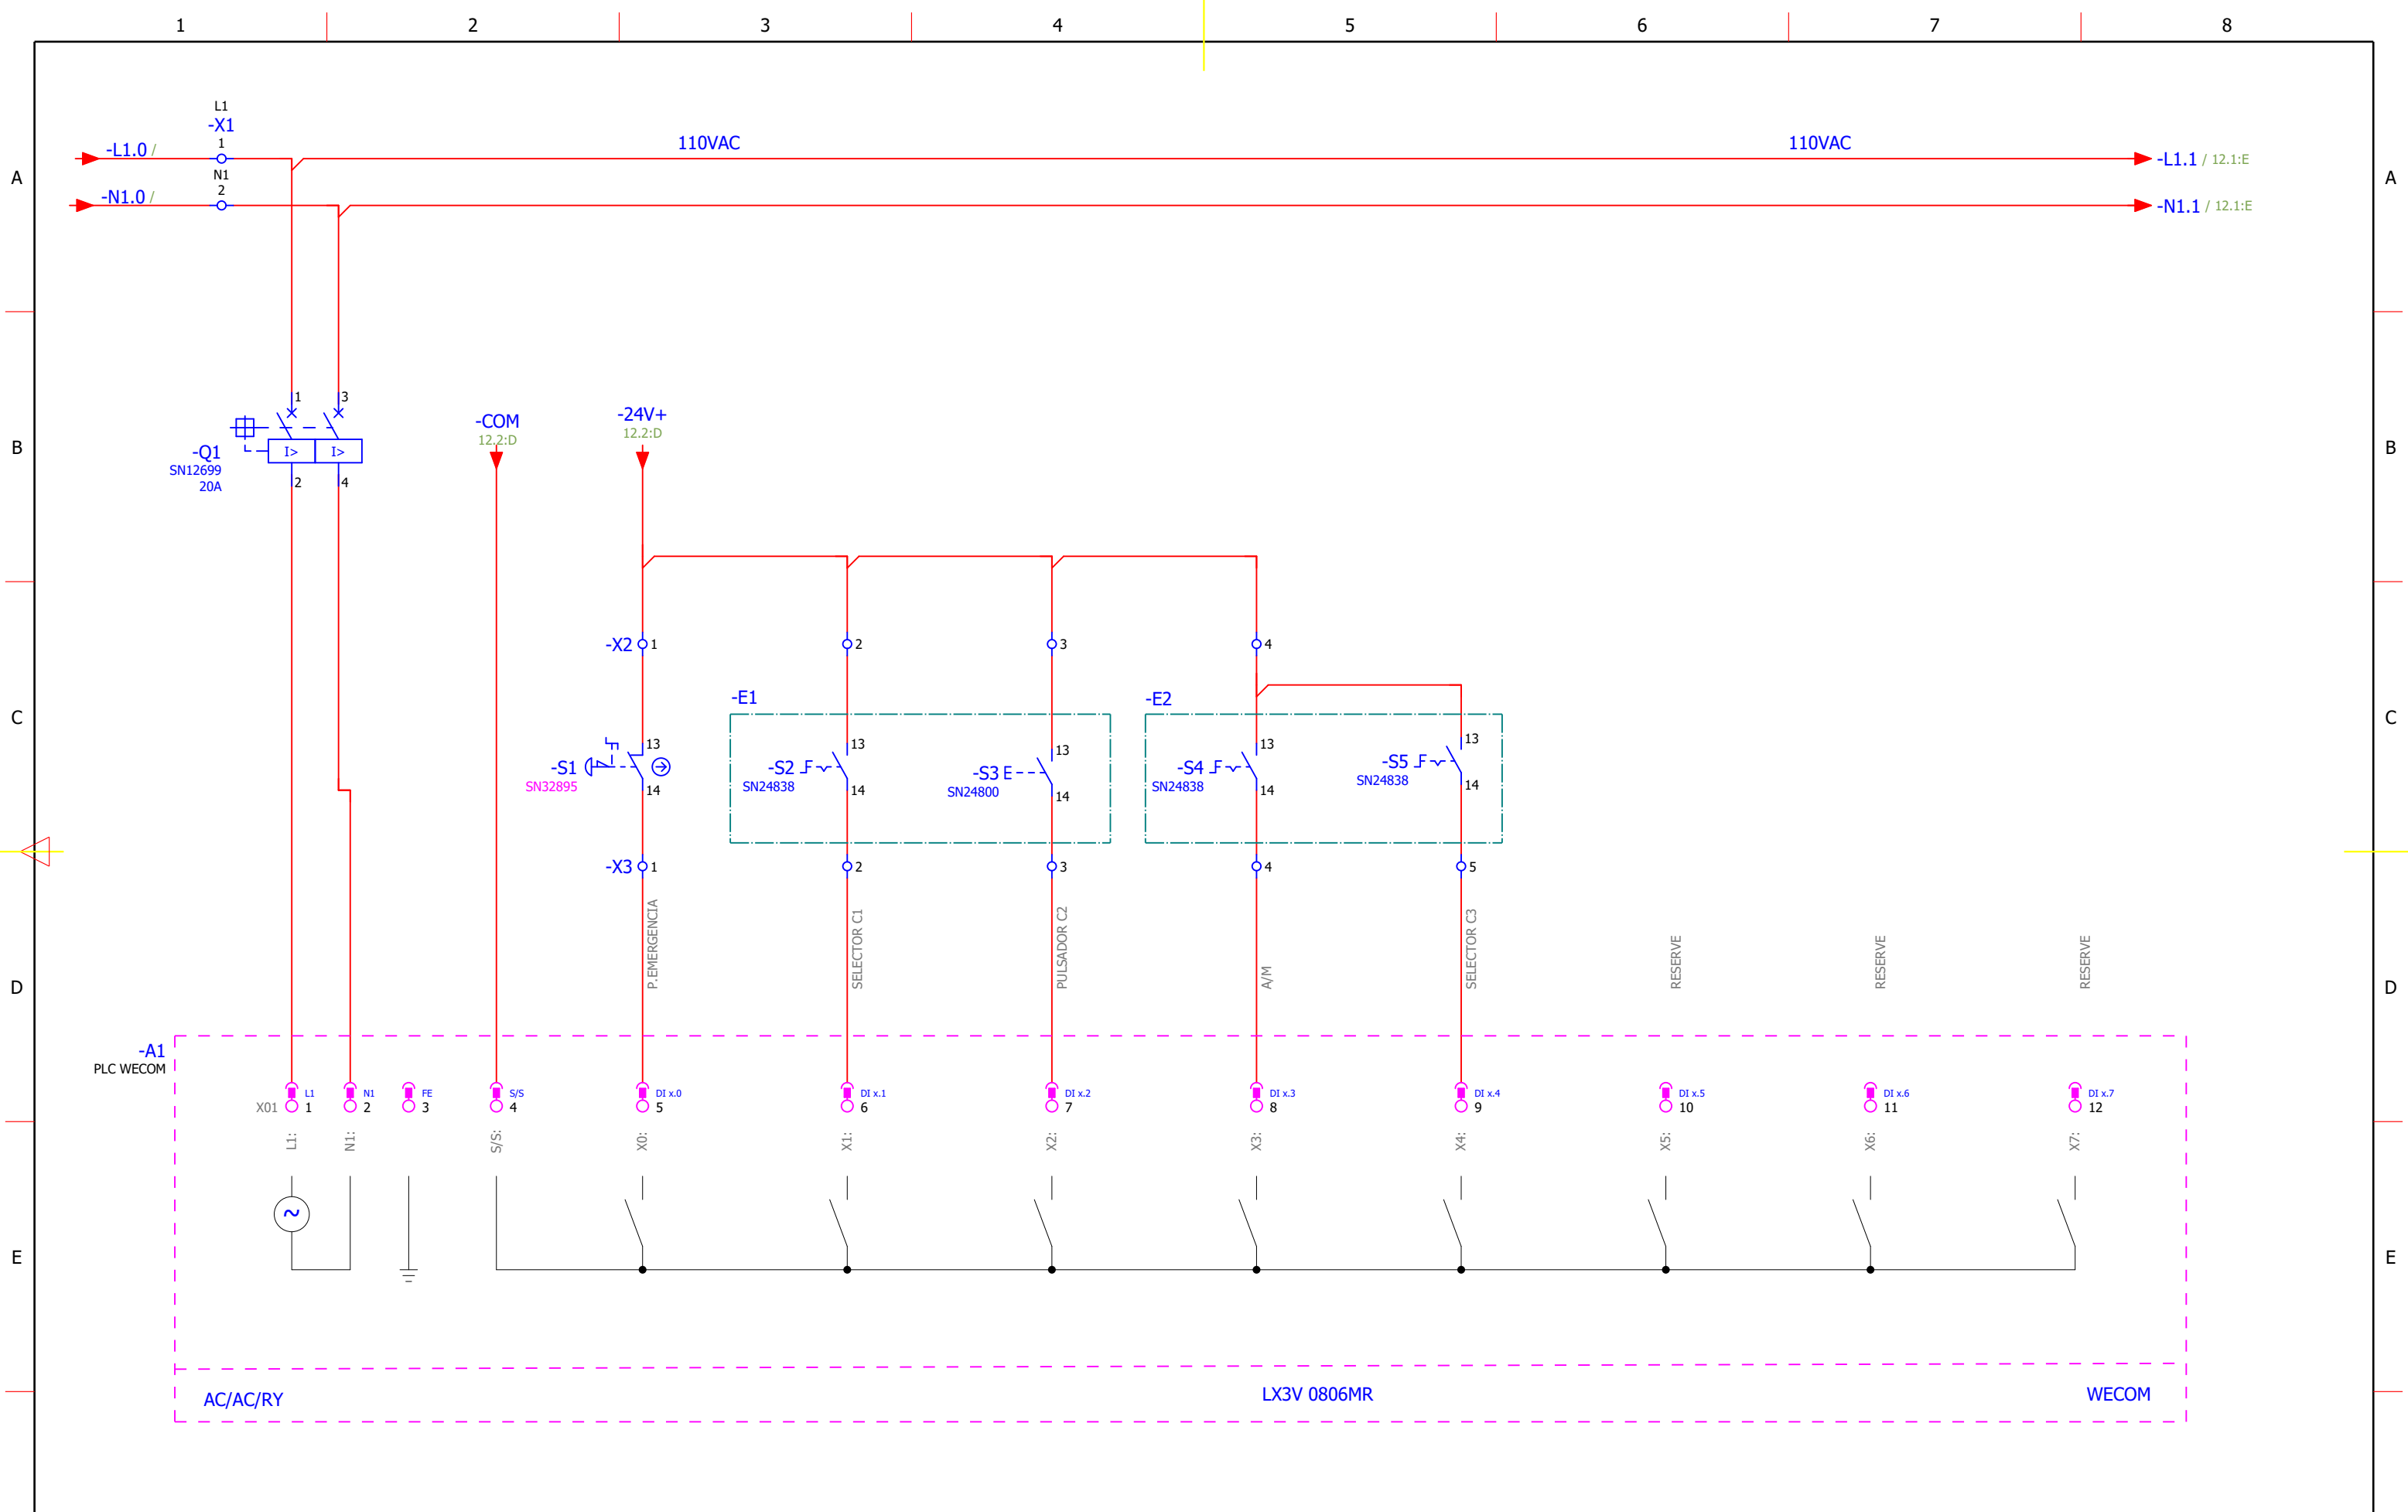 1 2 3 4 5 6 7 8
L1
-X1
1
-L1.0 /
110VAC
110VAC
-L1.1 / 12.1:E
N1
2
A
A
-N1.0 /
-N1.1 / 12.1:E
1 3
-COM
12.2:D
-24V+
12.2:D
B
B
-Q1
SN12699
20A
I> I>
2 4
-X2 1 2 3 4
-E1
-E2
C
C
13 13 13 13 13
-S1
SN32895
-S2
SN24838
-S3
SN24800
-S4
SN24838
-S5
SN24838
14 14 14 14 14
-X3 1 2 3 4 5
P.EMERGENCIA
SELECTOR C1
PULSADOR C2
A/M
SELECTOR C3
RESERVE
RESERVE
RESERVE
D
D
-A1
PLC WECOM
L1 N1 FE S/S DI x.0 DI x.1 DI x.2 DI x.3 DI x.4 DI x.5 DI x.6 DI x.7
X01 1 2 3 4 5 6 7 8 9 10 11 12
L1: N1: S/S: X0: X1: X2: X3: X4: X5: X6: X7:
~
E
E
AC/AC/RY
LX3V 0806MR
WECOM